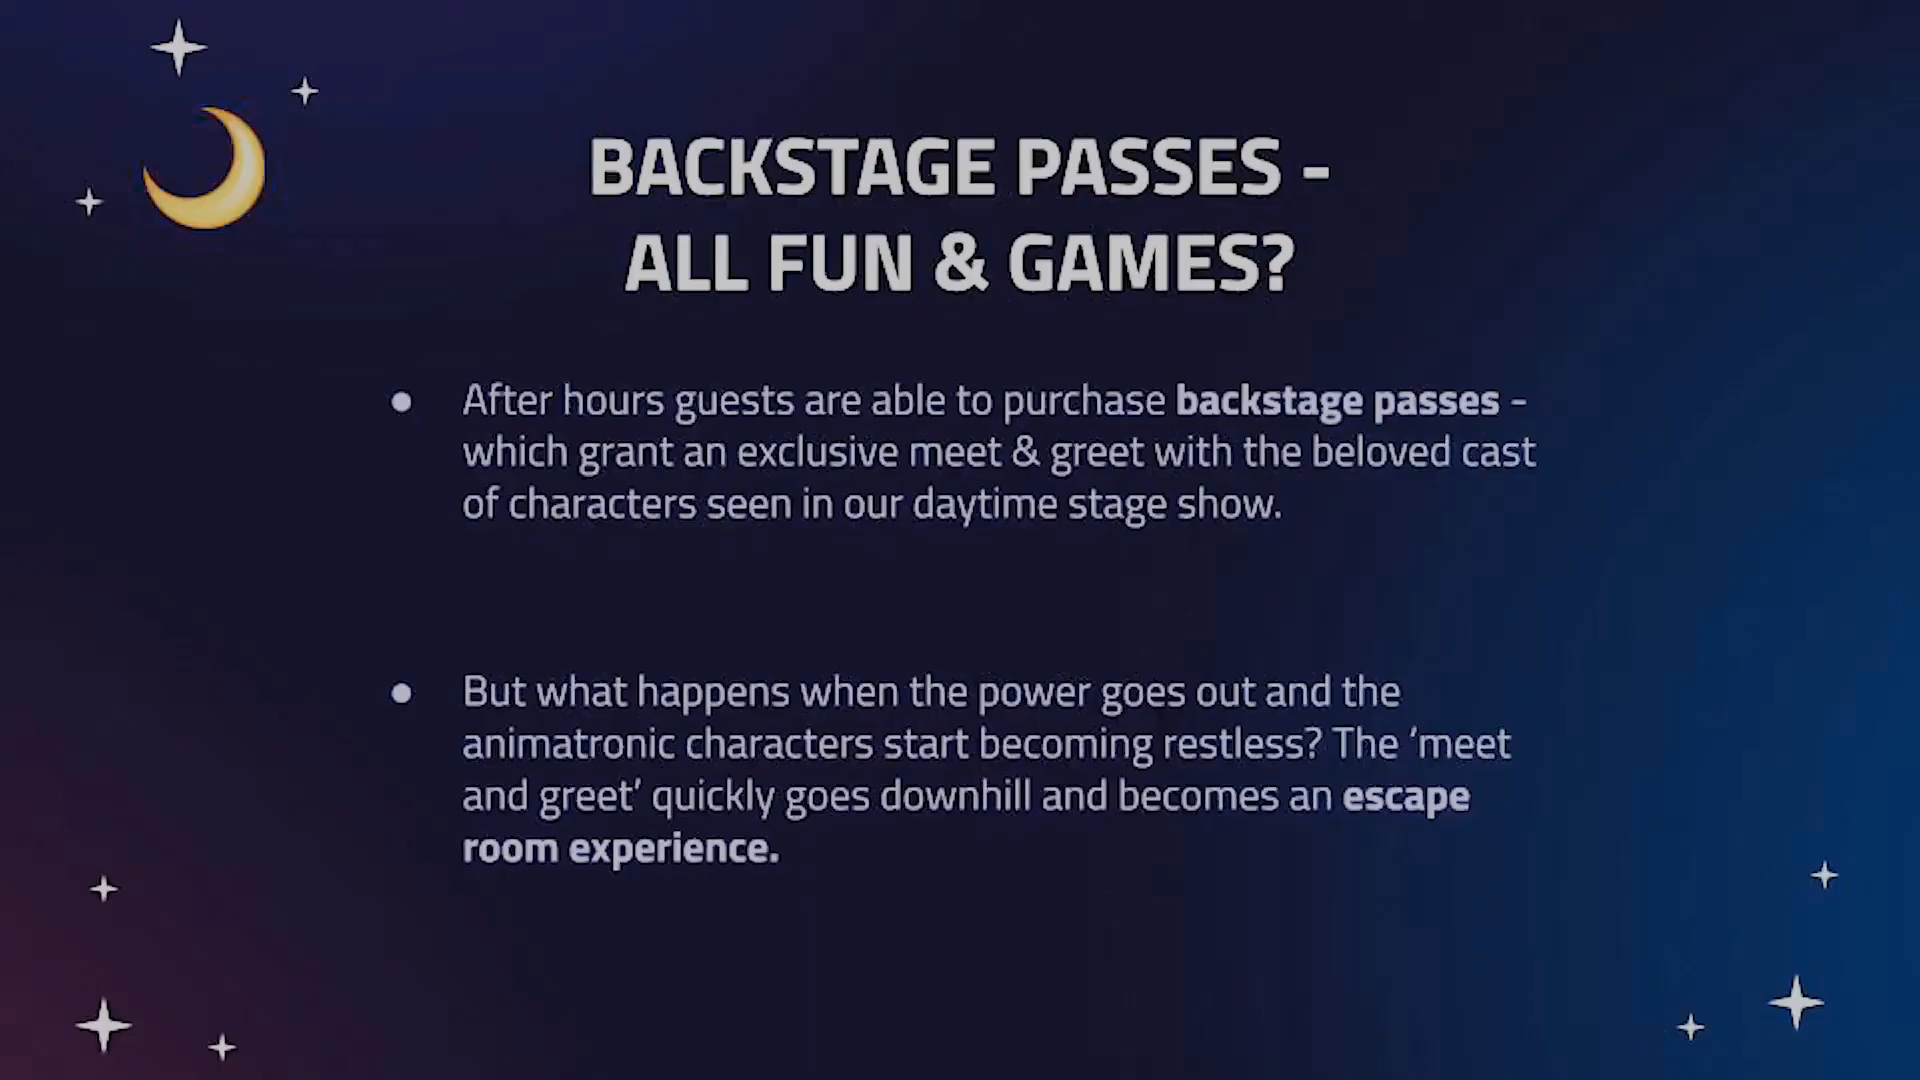 BACKSTAGE PASSES -
ALL FUN & GAMES?
● After hours guests are able to purchase backstage passes -
which grant an exclusive meet & greet with the beloved cast
of characters seen in our daytime stage show.
● But what happens when the power goes out and the
animatronic characters start becoming restless? The ‘meet
and greet’ quickly goes downhill and becomes an escape
room experience.